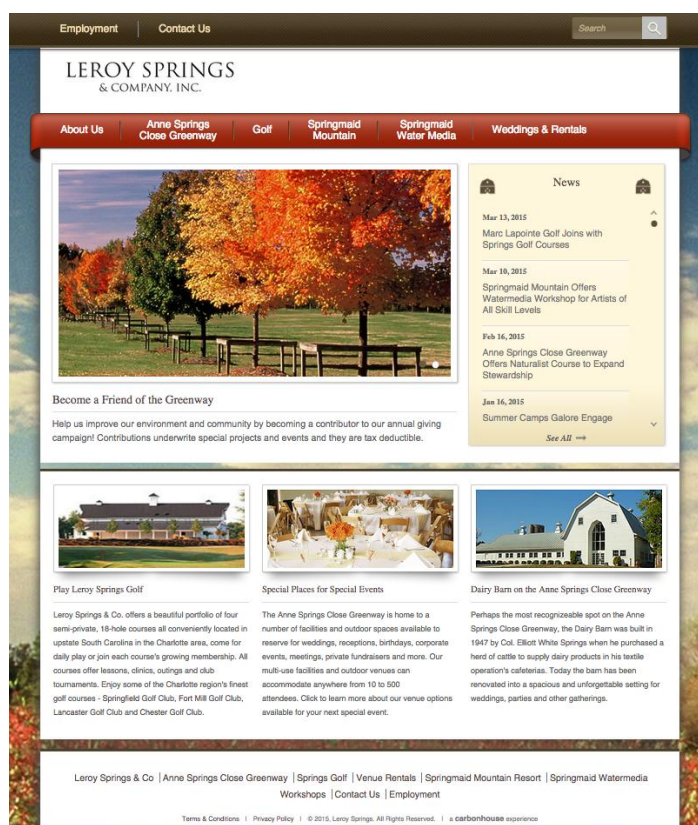 Employment
Contact Us
Search
LEROY SPRINGS
& COMPANY. INC.
About Us
Anne Springs
Close Greenway
Golf
Springmaid
Mountain
Springmaid
Water Media
Weddings & Rentals
News
Mar 13, 2015
Marc Lapointe Golf Joins with
Springs Golf Courses
Mar 10, 2015
Springmaid Mountain Offers
Watermedia Workshop for Artists of
All Skill Levels
Feb 16, 2015
Anne Springs Close Greenway
Offers Naturalist Course to Expand
Stewardship
Jan 16, 2015
Summer Camps Galore Engage
See All
Become a Friend of the Greenway
Help us improve our environment and community by becoming a contributor to our annual giving
campaign! Contributions underwrite special projects and events and they are tax deductible.
Play Leroy Springs Golf
Leroy Springs & Co. offers a beautiful portfolio of four
semi-private, 18-hole courses all conveniently located in
upstate South Carolina in the Charlotte area, come for
daily play or join each course's growing membership. All
courses offer lessons, clinics, outings and club
tournaments. Enjoy some of the Charlotte region's finest
golf courses - Springfield Golf Club, Fort Mill Golf Club,
Lancaster Golf Club and Chester Golf Club.
Special Places for Special Events
The Anne Springs Close Greenway is home to a
number of facilities and outdoor spaces available to
reserve for weddings, receptions, birthdays, corporate
events, meetings, private fundraisers and more. Our
multi-use facilities and outdoor venues can
accommodate anywhere from 10 to 500
attendees. Click to learn more about our venue options
available for your next special event.
Dairy Barn on the Anne Springs Close Greenway
Perhaps the most recognizeable spot on the Anne
Springs Close Greenway, the Dairy Barn was built in
1947 by Col. Elliott White Springs when he purchased a
herd of cattle to supply dairy products in his textile
operation's cafeterias. Today the barn has been
renovated into a spacious and unforgettable setting for
weddings, parties and other gatherings.
Leroy Springs & Co | Anne Springs Close Greenway | Springs Golf | Venue Rentals | Springmaid Mountain Resort | Springmaid Watermedia
Workshops | Contact Us | Employment
Terms & Conditions | Privacy Policy | © 2015, Leroy Springs. All Rights Reserved. | a carbonhouse experience